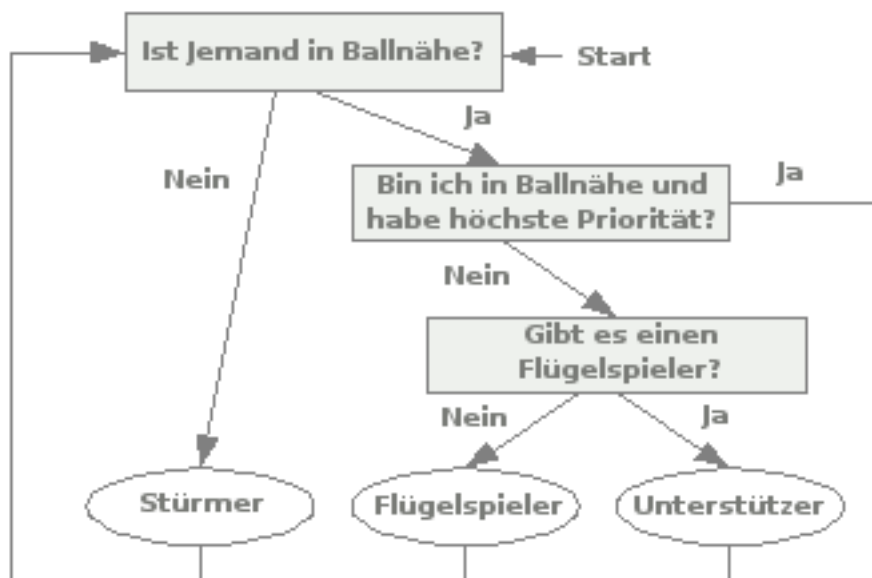 Ist Jemand in Ballnähe?
Start
Ja
Nein
Bin ich in Ballnähe und
habe höchste Priorität?
Ja
Nein
Gibt es einen
Flügelspieler?
Nein
Ja
Stürmer
Flügelspieler
Unterstützer